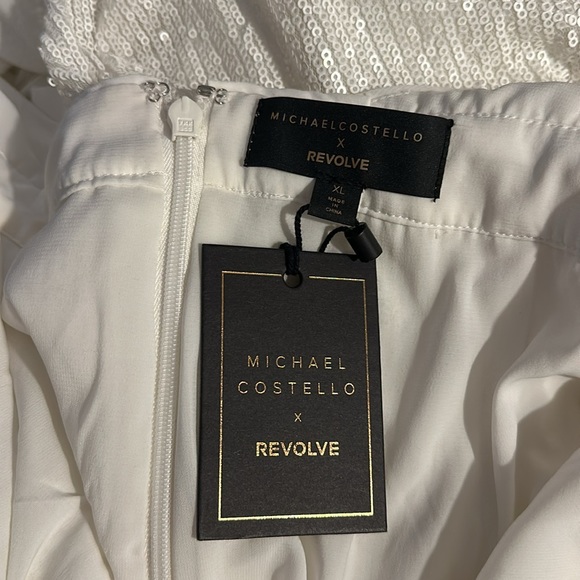 MICHAELCOSTELLO
X
REVOLVE
XL
MADE
IN
CHINA
MICHAEL
COSTELLO
X
REVOLVE